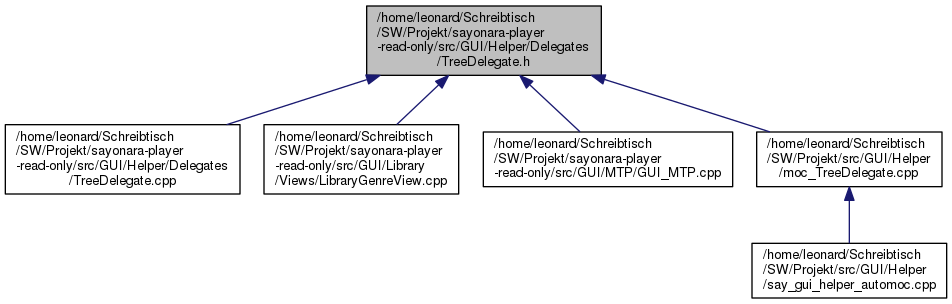 /home/leonard/Schreibtisch
/SW/Projekt/sayonara-player
-read-only/src/GUI/Helper/Delegates
/TreeDelegate.h
/home/leonard/Schreibtisch
/SW/Projekt/sayonara-player
-read-only/src/GUI/Helper/Delegates
/TreeDelegate.cpp
/home/leonard/Schreibtisch
/SW/Projekt/sayonara-player
-read-only/src/GUI/Library
/Views/LibraryGenreView.cpp
/home/leonard/Schreibtisch
/SW/Projekt/sayonara-player
-read-only/src/GUI/MTP/GUI_MTP.cpp
/home/leonard/Schreibtisch
/SW/Projekt/src/GUI/Helper
/moc_TreeDelegate.cpp
/home/leonard/Schreibtisch
/SW/Projekt/src/GUI/Helper
/say_gui_helper_automoc.cpp